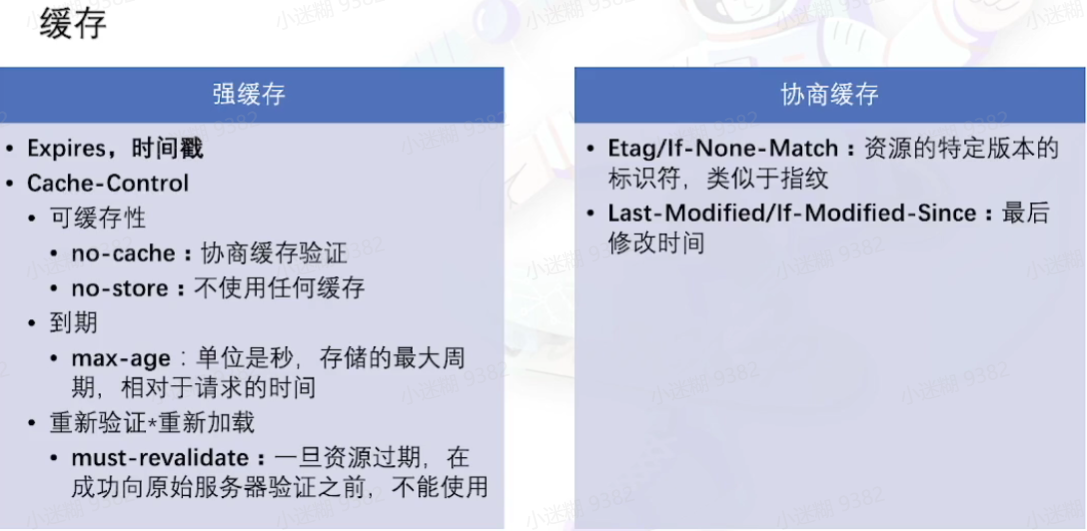 缓存
强缓存
• Expires，时间戳
• Cache-Control
• 可缓存性
• no-cache：协商缓存验证
• no-store：不使用任何缓存
• 到期
• max-age：单位是秒，存储的最大周
期，相对于请求的时间
• 重新验证*重新加载
• must-revalidate：一旦资源过期，在
成功向原始服务器验证之前，不能使用
协商缓存
• Etag/If-None-Match：资源的特定版本的
标识符，类似于指纹
• Last-Modified/If-Modified-Since：最后
修改时间
小迷糊 9382